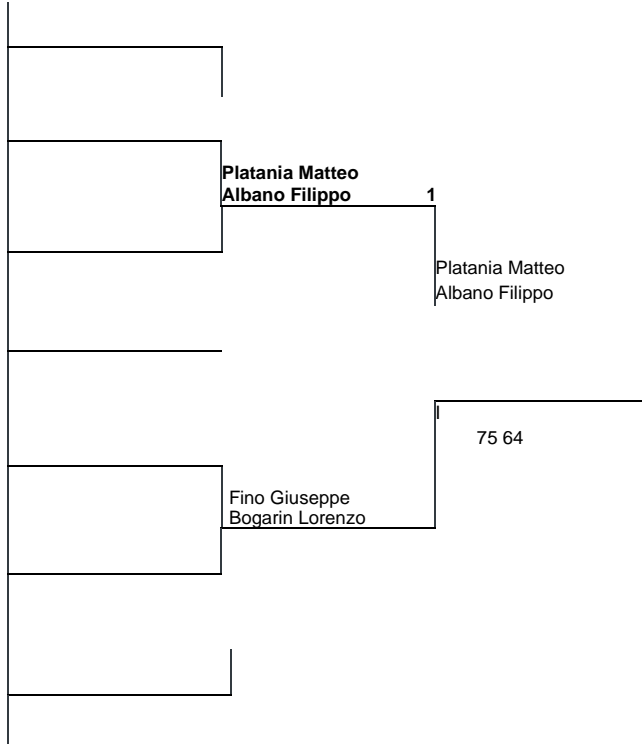 Platania Matteo
Albano Filippo 1
Platania Matteo
Albano Filippo
I
75 64
Fino Giuseppe
Bogarin Lorenzo